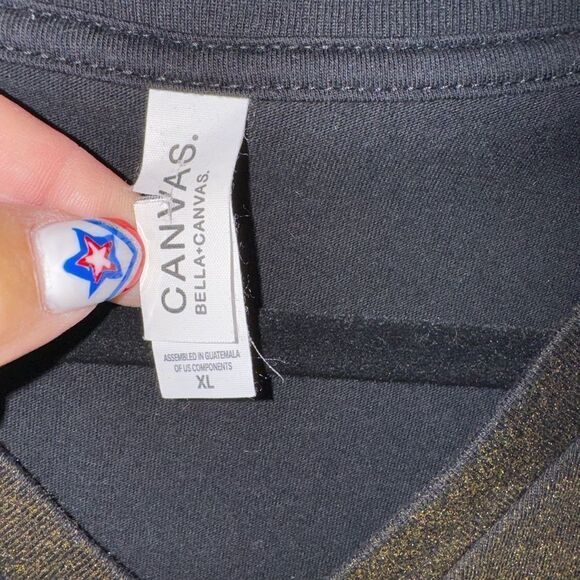 CANVAS.
BELLA+CANVAS.
ASSEMBLED IN GUATEMALA
OF US COMPONENTS
XL